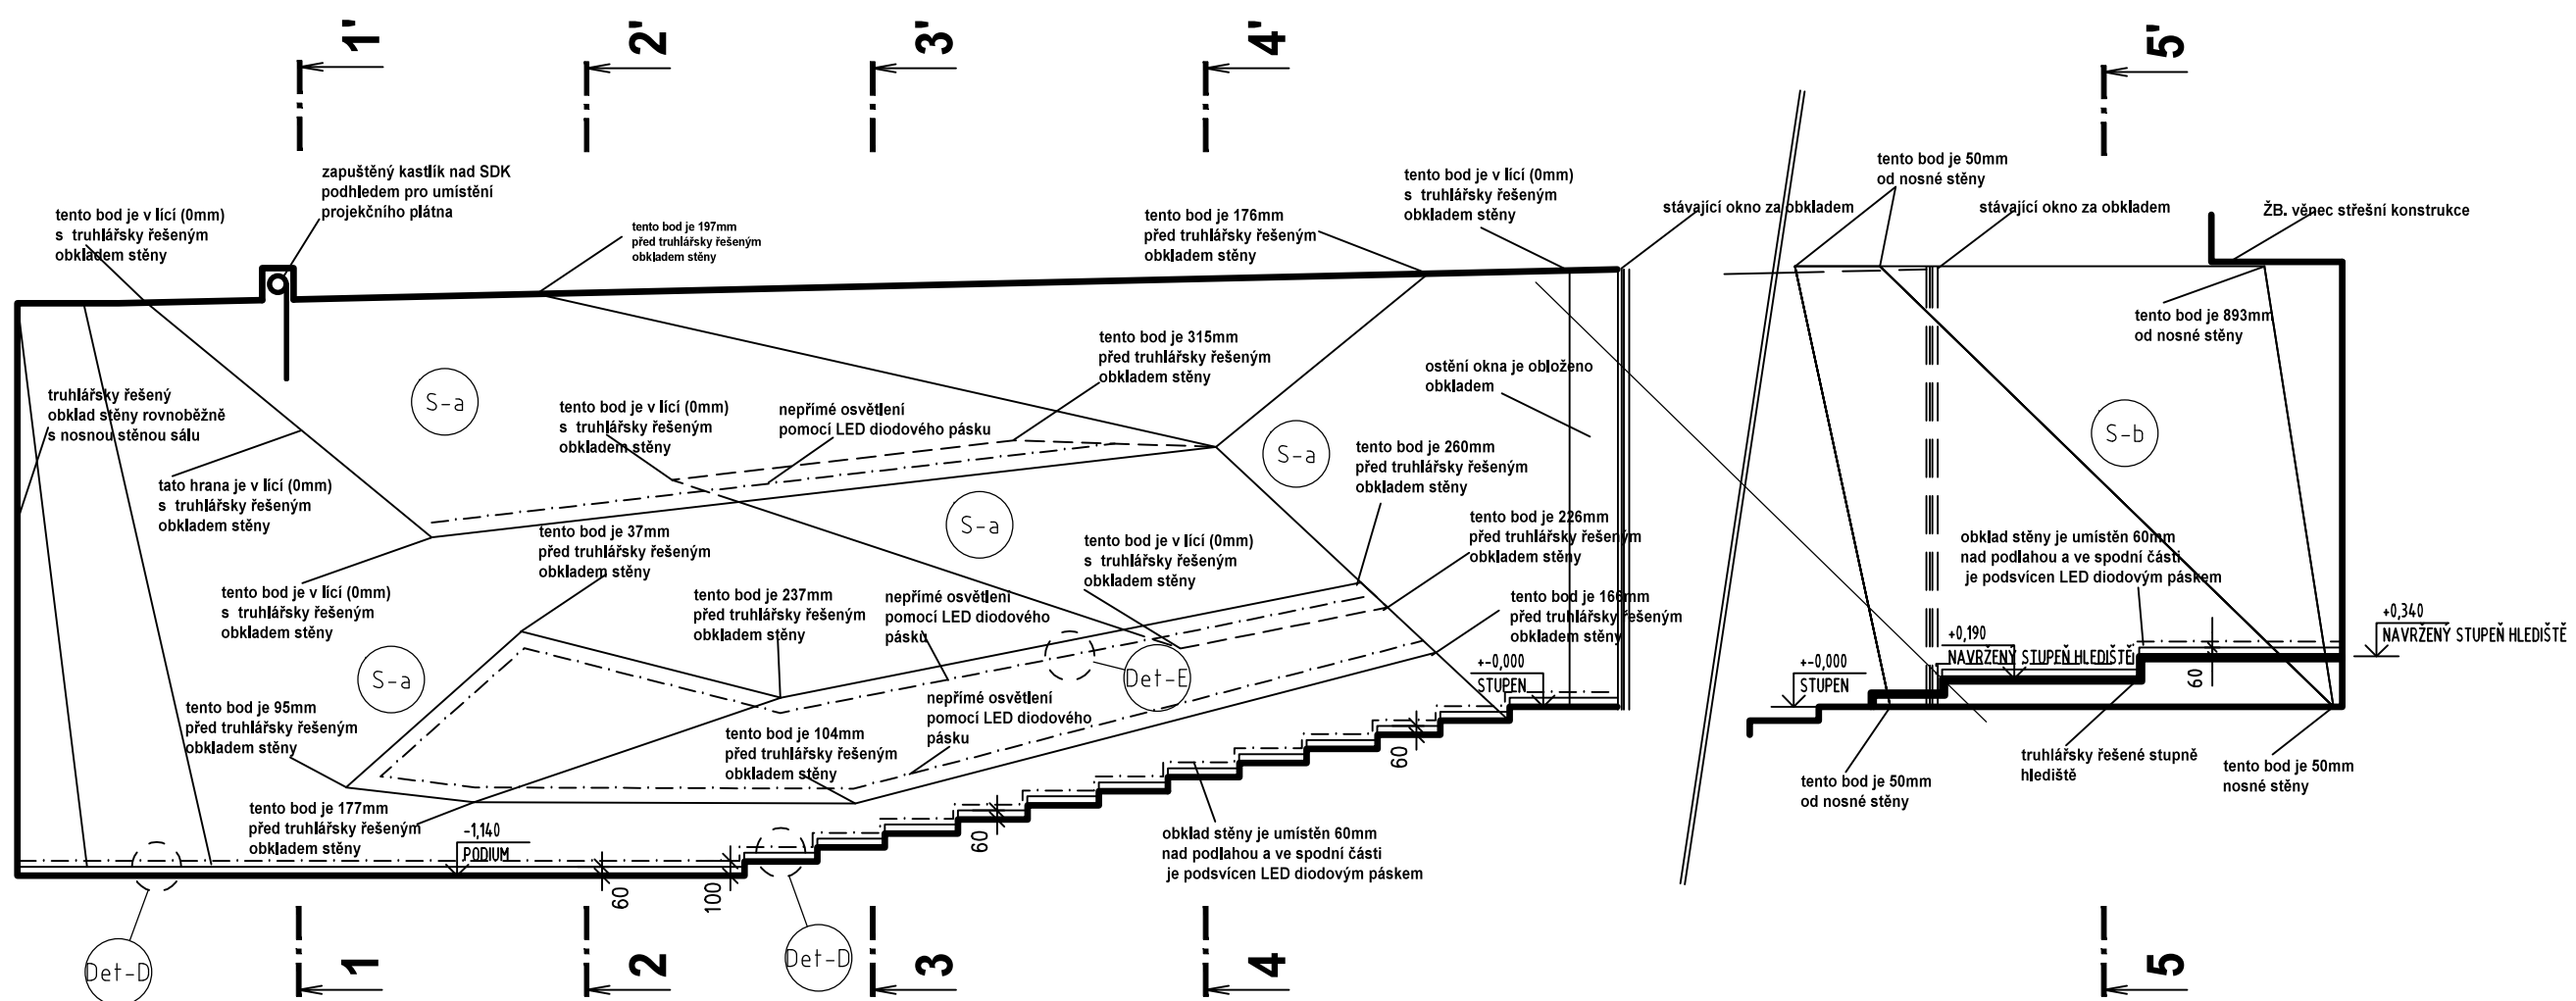 1'
2'
3'
4'
5'
zapuštěný kastlík nad SDK
podhledem pro umístění
projekčního plátna
tento bod je v lící (0mm)
s truhlářsky řešeným
obkladem stěny
tento bod je 197mm
před truhlářsky řešeným
obkladem stěny
tento bod je 176mm
před truhlářsky řešeným
obkladem stěny
tento bod je v lící (0mm)
s truhlářsky řešeným
obkladem stěny
stávající okno za obkladem
tento bod je 50mm
od nosné stěny
stávající okno za obkladem
ŽB. věnec střešní konstrukce
tento bod je 893mm
od nosné stěny
tento bod je 315mm
před truhlářsky řešeným
obkladem stěny
ostění okna je obloženo
obkladem
truhlářsky řešený
obklad stěny rovnoběžně
s nosnou stěnou sálu
S-a
tento bod je v lící (0mm)
s truhlářsky řešeným
obkladem stěny
nepřímé osvětlení
pomocí LED diodového pásku
S-a
tento bod je 260mm
před truhlářsky řešeným
obkladem stěny
S-b
tato hrana je v lící (0mm)
s truhlářsky řešeným
obkladem stěny
tento bod je 37mm
před truhlářsky řešeným
obkladem stěny
S-a
tento bod je v lící (0mm)
s truhlářsky řešeným
obkladem stěny
tento bod je 226mm
před truhlářsky řešeným
obkladem stěny
obklad stěny je umístěn 60mm
nad podlahou a ve spodní části
je podsvícen LED diodovým páskem
tento bod je v lící (0mm)
s truhlářsky řešeným
obkladem stěny
tento bod je 237mm
před truhlářsky řešeným
obkladem stěny
nepřímé osvětlení
pomocí LED diodového
pásku
tento bod je 166mm
před truhlářsky řešeným
obkladem stěny
+0,340
NAVRŽENÝ STUPEŇ HLEDIŠTĚ
+0,190
NAVRŽENÝ STUPEŇ HLEDIŠTĚ
+-0,000
STUPEŇ
+-0,000
STUPEŇ
60
S-a
Det-E
tento bod je 95mm
před truhlářsky řešeným
obkladem stěny
nepřímé osvětlení
pomocí LED diodového
pásku
tento bod je 104mm
před truhlářsky řešeným
obkladem stěny
60
truhlářsky řešené stupně
hlediště
tento bod je 50mm
nosné stěny
tento bod je 50mm
od nosné stěny
tento bod je 177mm
před truhlářsky řešeným
obkladem stěny
-1,140
PODIUM
60
obklad stěny je umístěn 60mm
nad podlahou a ve spodní části
je podsvícen LED diodovým páskem
60
100
Det-D
Det-D
1
2
3
4
5